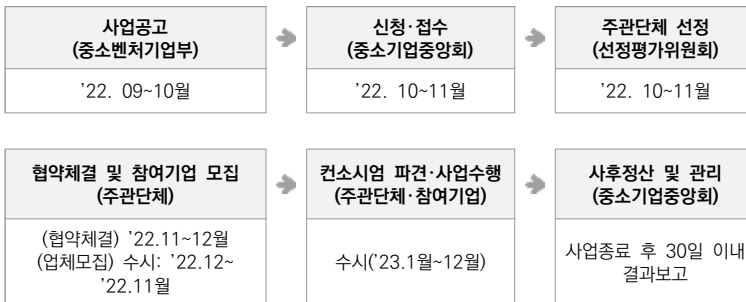 사업공고
(중소벤처기업부)
'22. 09~10월
신청·접수
(중소기업중앙회)
'22. 10~11월
주관단체 선정
(선정평가위원회)
'22. 10~11월
협약체결 및 참여기업 모집
(주관단체)
(협약체결) '22.11~12월
(업체모집) 수시: '22.12~
'22.11월
컨소시엄 파견·사업수행
(주관단체·참여기업)
수시('23.1월~12월)
사후정산 및 관리
(중소기업중앙회)
사업종료 후 30일 이내
결과보고